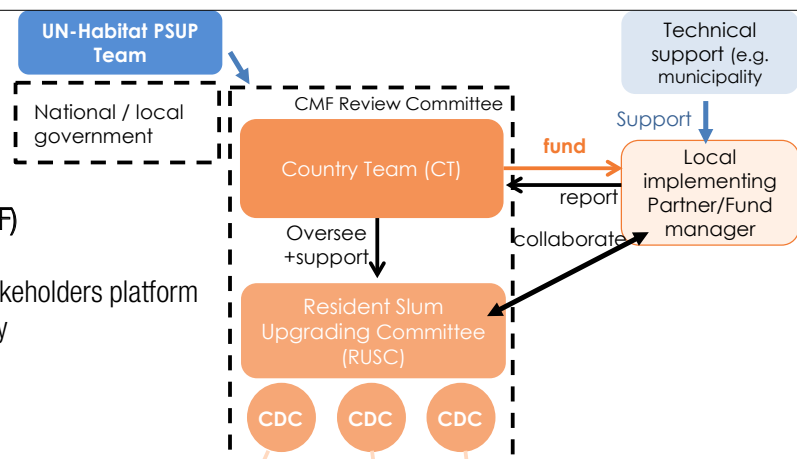 UN-Habitat PSUP
Team
National / local
government
F)
keholders platform
y
CMF Review Committee
Country Team (CT)
fund
report
Oversee
+support
collaborate
Resident Slum
Upgrading Committee
(RUSC)
CDC
CDC
CDC
Technical
support (e.g.
municipality
Support
Local
implementing
Partner/Fund
manager